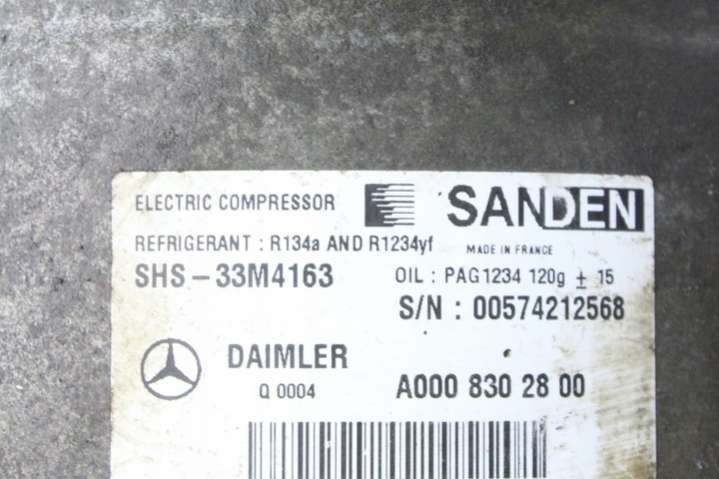 ELECTRIC COMPRESSOR SANDEN
REFRIGERANT : R134a AND R1234yf MADE IN FRANCE
SHS-33M4163 OIL : PAG1234 120g ± 15
S/N : 00574212568
DAIMLER
Q 0004 A000 830 28 00